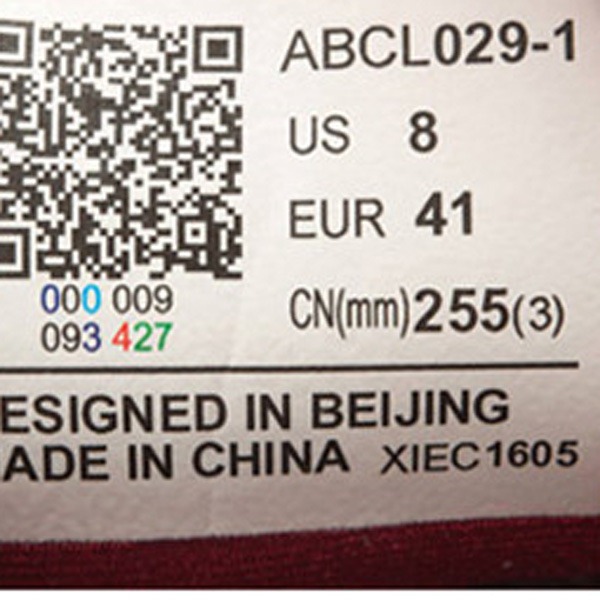 ABCL029-1
US 8
EUR 41
CN(mm)255(3)
000 009
093 427
ESIGNED IN BEIJING
ADE IN CHINA XIEC1605